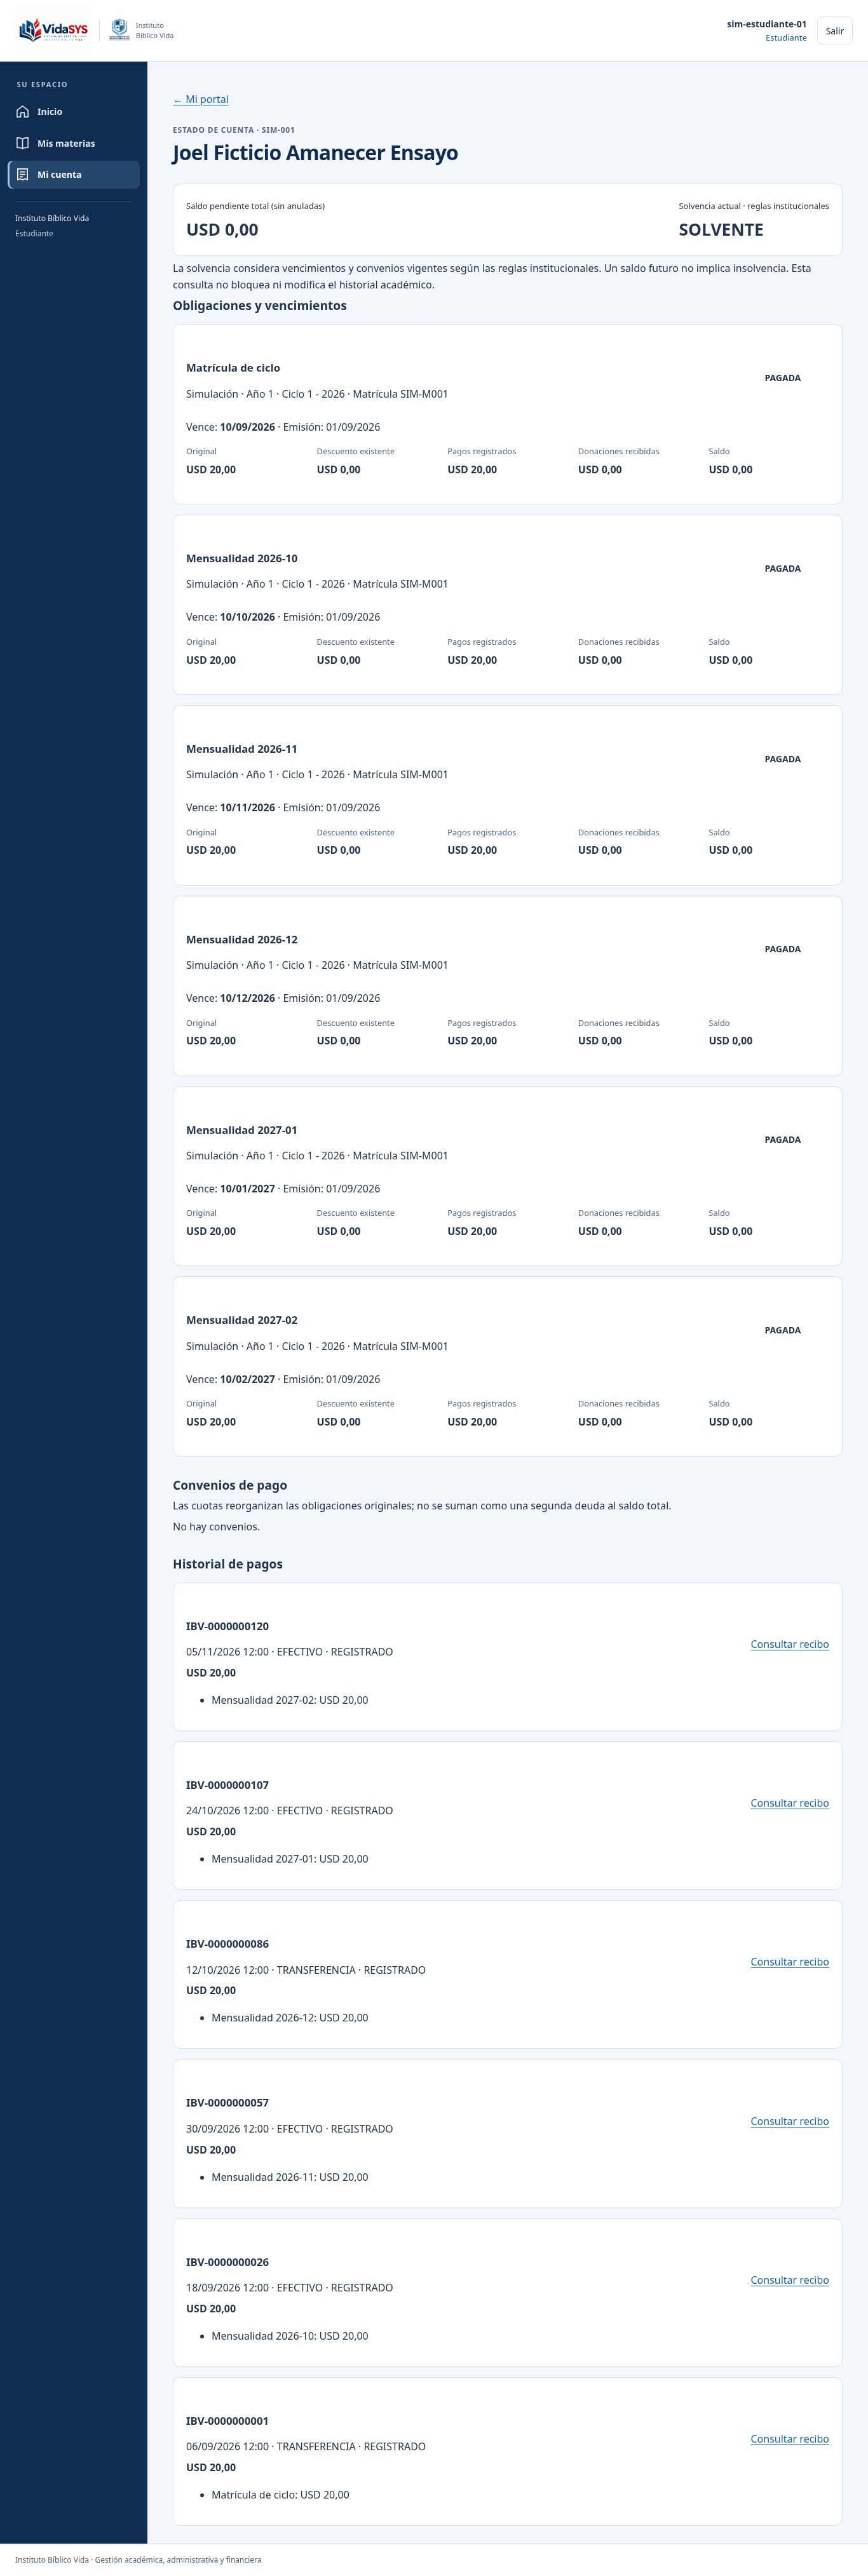 VidaSYS
Instituto
Bíblico Vida
sim-estudiante-01
Estudiante
Salir
SU ESPACIO
Inicio
Mis materias
Mi cuenta
Instituto Bíblico Vida
Estudiante
← Mi portal
ESTADO DE CUENTA · SIM-001
Joel Ficticio Amanecer Ensayo
Saldo pendiente total (sin anuladas)
USD 0,00
Solvencia actual · reglas institucionales
SOLVENTE
La solvencia considera vencimientos y convenios vigentes según las reglas institucionales. Un saldo futuro no implica insolvencia. Esta
consulta no bloquea ni modifica el historial académico.
Obligaciones y vencimientos
Matrícula de ciclo
PAGADA
Simulación · Año 1 · Ciclo 1 - 2026 · Matrícula SIM-M001
Vence: 10/09/2026 · Emisión: 01/09/2026
Original Descuento existente Pagos registrados Donaciones recibidas Saldo
USD 20,00 USD 0,00 USD 20,00 USD 0,00 USD 0,00
Mensualidad 2026-10
PAGADA
Simulación · Año 1 · Ciclo 1 - 2026 · Matrícula SIM-M001
Vence: 10/10/2026 · Emisión: 01/09/2026
Original Descuento existente Pagos registrados Donaciones recibidas Saldo
USD 20,00 USD 0,00 USD 20,00 USD 0,00 USD 0,00
Mensualidad 2026-11
PAGADA
Simulación · Año 1 · Ciclo 1 - 2026 · Matrícula SIM-M001
Vence: 10/11/2026 · Emisión: 01/09/2026
Original Descuento existente Pagos registrados Donaciones recibidas Saldo
USD 20,00 USD 0,00 USD 20,00 USD 0,00 USD 0,00
Mensualidad 2026-12
PAGADA
Simulación · Año 1 · Ciclo 1 - 2026 · Matrícula SIM-M001
Vence: 10/12/2026 · Emisión: 01/09/2026
Original Descuento existente Pagos registrados Donaciones recibidas Saldo
USD 20,00 USD 0,00 USD 20,00 USD 0,00 USD 0,00
Mensualidad 2027-01
PAGADA
Simulación · Año 1 · Ciclo 1 - 2026 · Matrícula SIM-M001
Vence: 10/01/2027 · Emisión: 01/09/2026
Original Descuento existente Pagos registrados Donaciones recibidas Saldo
USD 20,00 USD 0,00 USD 20,00 USD 0,00 USD 0,00
Mensualidad 2027-02
PAGADA
Simulación · Año 1 · Ciclo 1 - 2026 · Matrícula SIM-M001
Vence: 10/02/2027 · Emisión: 01/09/2026
Original Descuento existente Pagos registrados Donaciones recibidas Saldo
USD 20,00 USD 0,00 USD 20,00 USD 0,00 USD 0,00
Convenios de pago
Las cuotas reorganizan las obligaciones originales; no se suman como una segunda deuda al saldo total.
No hay convenios.
Historial de pagos
IBV-0000000120
Consultar recibo
05/11/2026 12:00 · EFECTIVO · REGISTRADO
USD 20,00
• Mensualidad 2027-02: USD 20,00
IBV-0000000107
Consultar recibo
24/10/2026 12:00 · EFECTIVO · REGISTRADO
USD 20,00
• Mensualidad 2027-01: USD 20,00
IBV-0000000086
Consultar recibo
12/10/2026 12:00 · TRANSFERENCIA · REGISTRADO
USD 20,00
• Mensualidad 2026-12: USD 20,00
IBV-0000000057
Consultar recibo
30/09/2026 12:00 · EFECTIVO · REGISTRADO
USD 20,00
• Mensualidad 2026-11: USD 20,00
IBV-0000000026
Consultar recibo
18/09/2026 12:00 · EFECTIVO · REGISTRADO
USD 20,00
• Mensualidad 2026-10: USD 20,00
IBV-0000000001
Consultar recibo
06/09/2026 12:00 · TRANSFERENCIA · REGISTRADO
USD 20,00
• Matrícula de ciclo: USD 20,00
Instituto Bíblico Vida · Gestión académica, administrativa y financiera